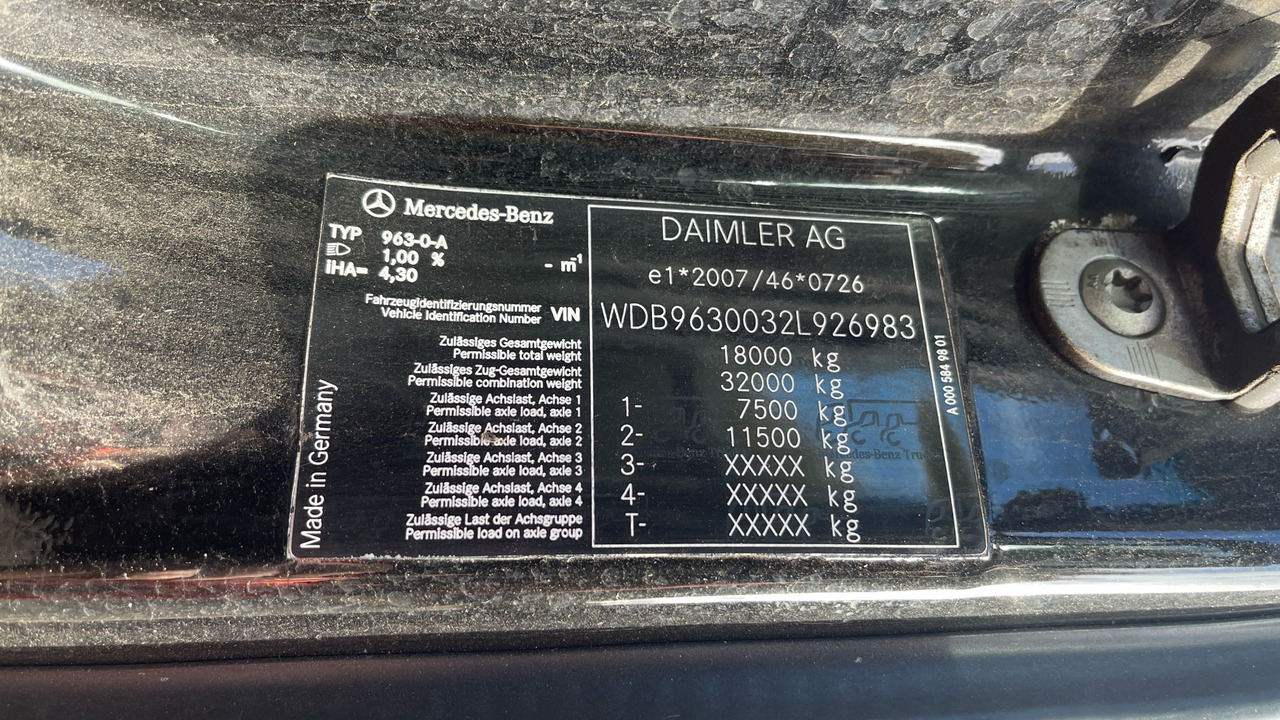 Mercedes-Benz
TYP 963-0-A
1,00 %
IHA= 4,30 - m⁻¹
DAIMLER AG
e1*2007/46*0726
Fahrzeugidentifizierungsnummer
Vehicle Identification Number VIN WDB9630032L926983
Zulässiges Gesamtgewicht
Permissible total weight 18000 kg
Zulässiges Zug-Gesamtgewicht
Permissible combination weight 32000 kg
Zulässige Achslast, Achse 1
Permissible axle load, axle 1 1- 7500 kg
Zulässige Achslast, Achse 2
Permissible axle load, axle 2 2- 11500 kg
Zulässige Achslast, Achse 3
Permissible axle load, axle 3 3- XXXXX kg
Zulässige Achslast, Achse 4
Permissible axle load, axle 4 4- XXXXX kg
Zulässige Last der Achsgruppe
Permissible load on axle group T- XXXXX kg
Made in Germany
A 000 584 98 01